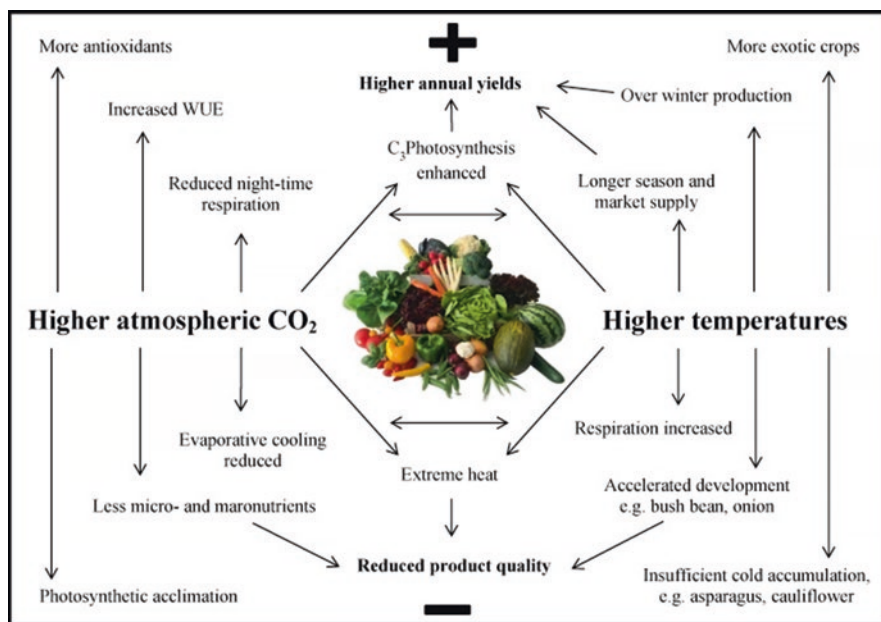 More antioxidants
+
More exotic crops
Higher annual yields
Over winter production
Increased WUE
C₃Photosynthesis
enhanced
Reduced night-time
respiration
Longer season and
market supply
Higher atmospheric CO₂
Higher temperatures
Evaporative cooling
reduced
Respiration increased
Extreme heat
Less micro- and maronutrients
Accelerated development
e.g. bush bean, onion
Reduced product quality
Photosynthetic acclimation
Insufficient cold accumulation,
e.g. asparagus, cauliflower
−